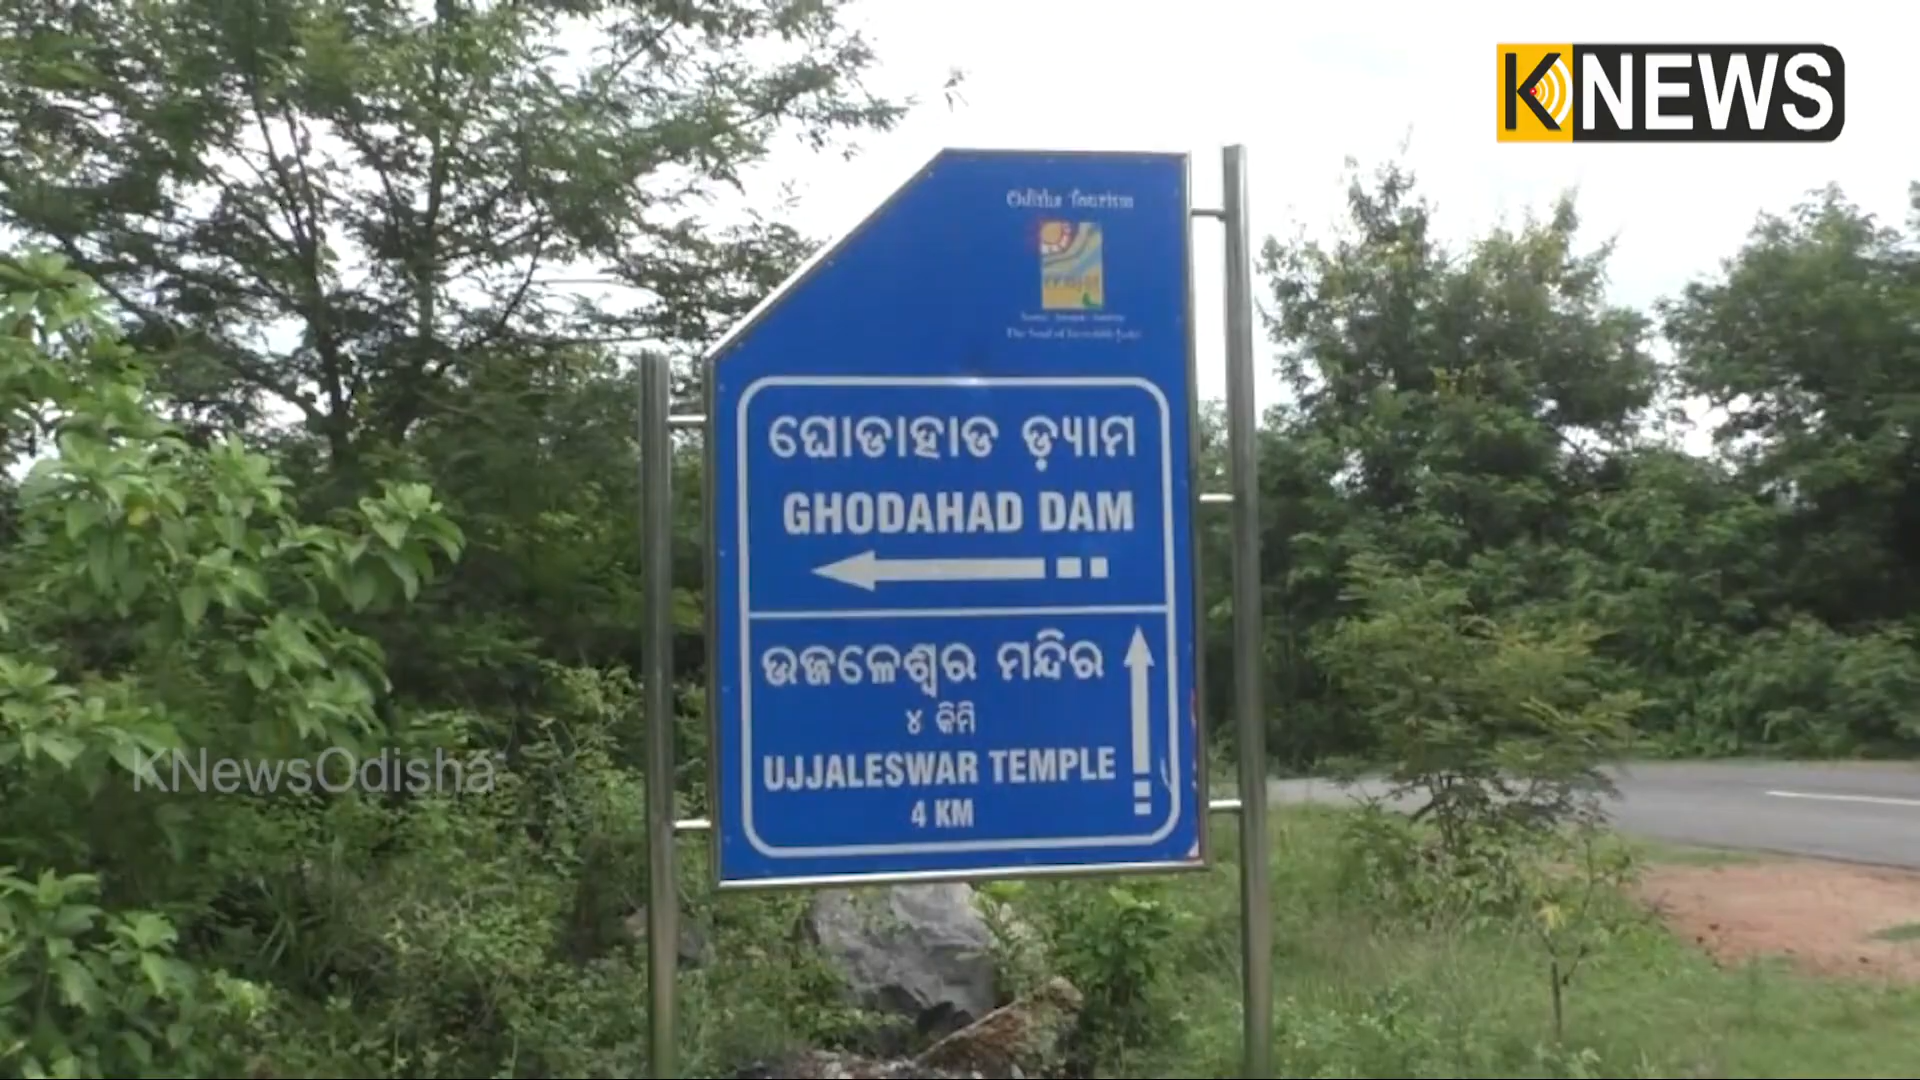 KNEWS
Odisha Tourism
ଘୋଡାହାଡ ଡ଼୍ୟାମ
GHODAHAD DAM
ଉଜଳେଶ୍ୱର ମନ୍ଦିର
୪ କିମି
UJJALESWAR TEMPLE
4 KM
KNewsOdisha